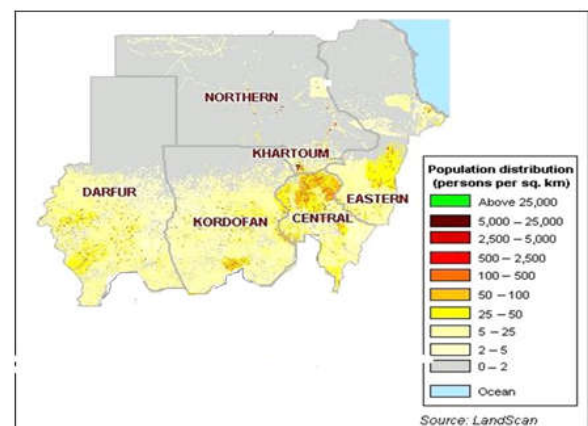 NORTHERN
KHARTOUM
DARFUR
KORDOFAN
EASTERN
CENTRAL
Population distribution
(persons per sq. km)
Above 25,000
5,000 – 25,000
2,500 – 5,000
500 – 2,500
100 – 500
50 – 100
25 – 50
5 – 25
2 – 5
0 – 2
Ocean
Source: LandScan